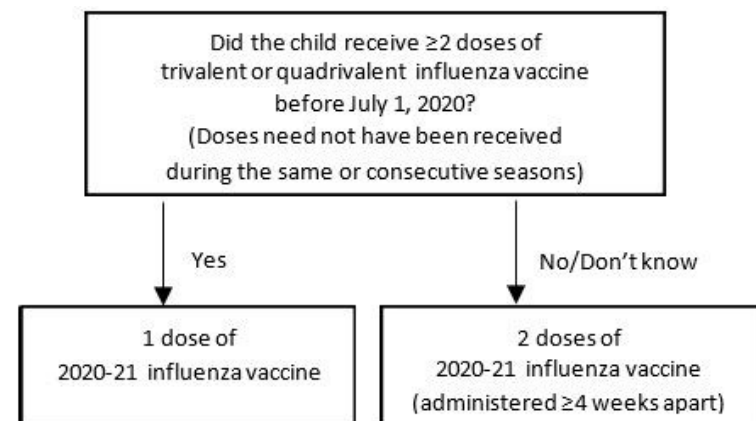 Did the child receive ≥2 doses of
trivalent or quadrivalent influenza vaccine
before July 1, 2020?
(Doses need not have been received
during the same or consecutive seasons)
Yes
No/Don't know
1 dose of
2020-21 influenza vaccine
2 doses of
2020-21 influenza vaccine
(administered ≥4 weeks apart)